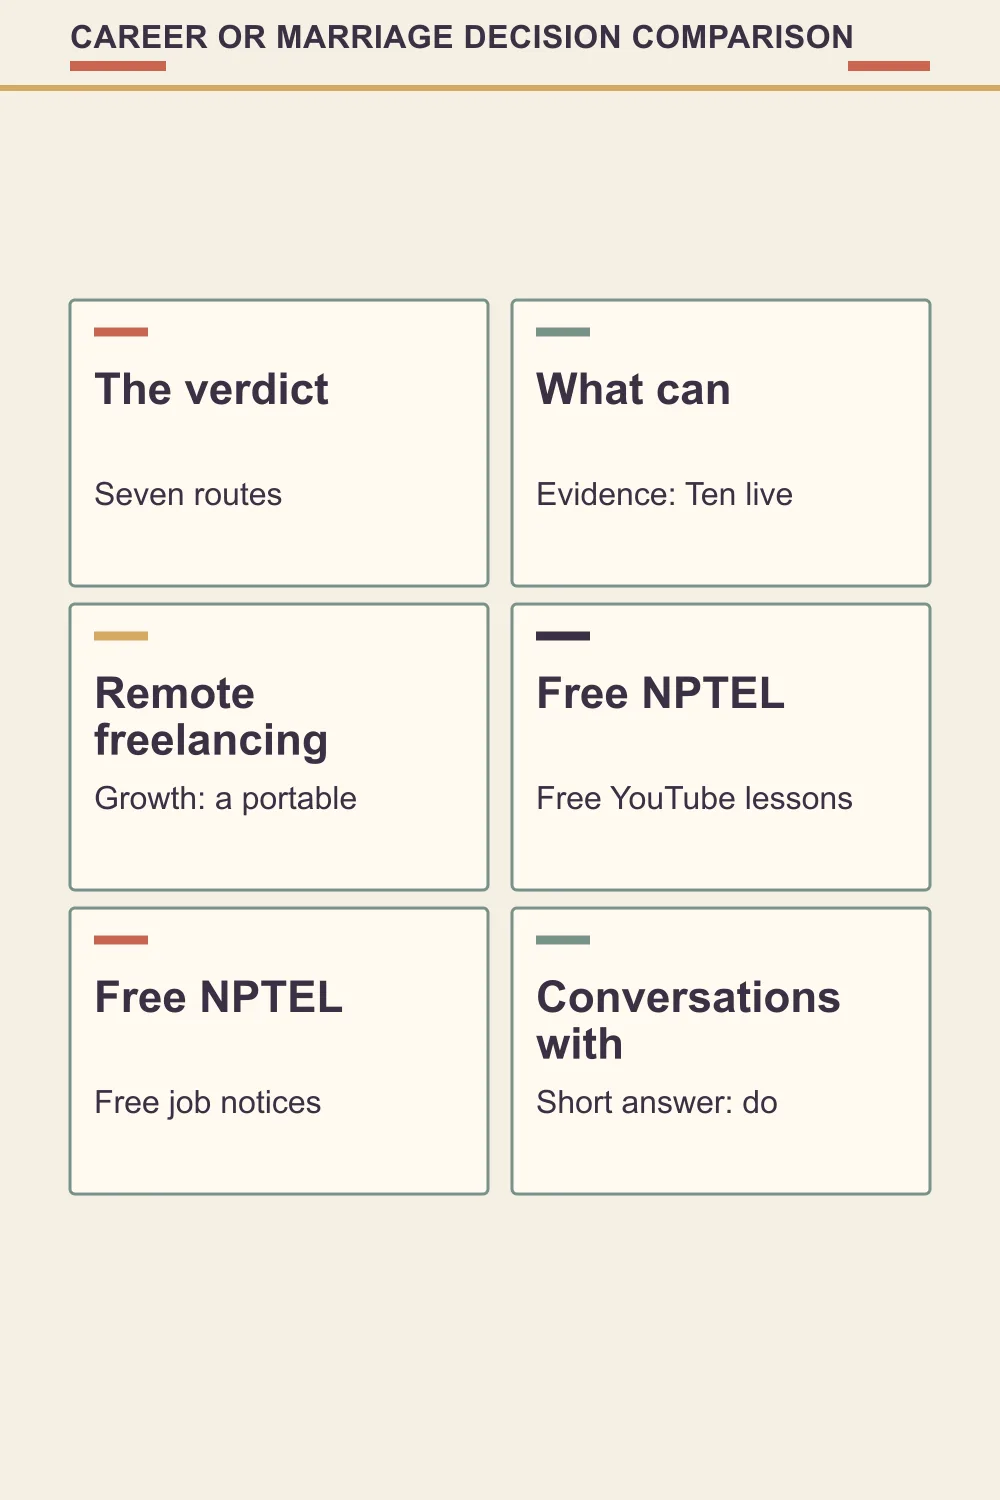 CAREER OR MARRIAGE DECISION COMPARISON
The verdict
Seven routes
What can
Evidence: Ten live
Remote
freelancing
Growth: a portable
Free NPTEL
Free YouTube lessons
Free NPTEL
Free job notices
Conversations
with
Short answer: do